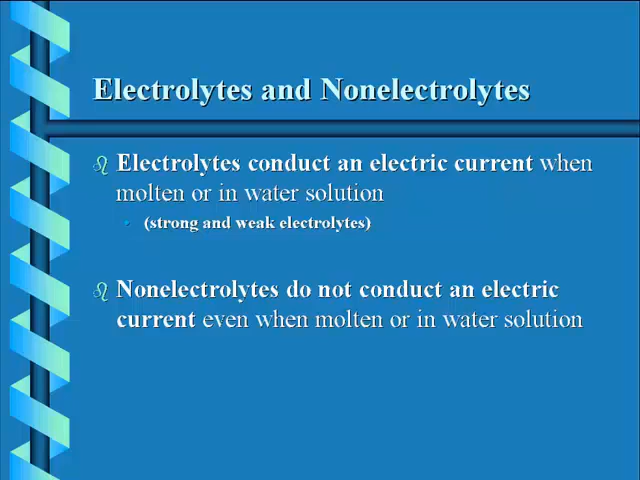 Electrolytes and Nonelectrolytes
Electrolytes conduct an electric current when
molten or in water solution
(strong and weak electrolytes)
Nonelectrolytes do not conduct an electric
current even when molten or in water solution